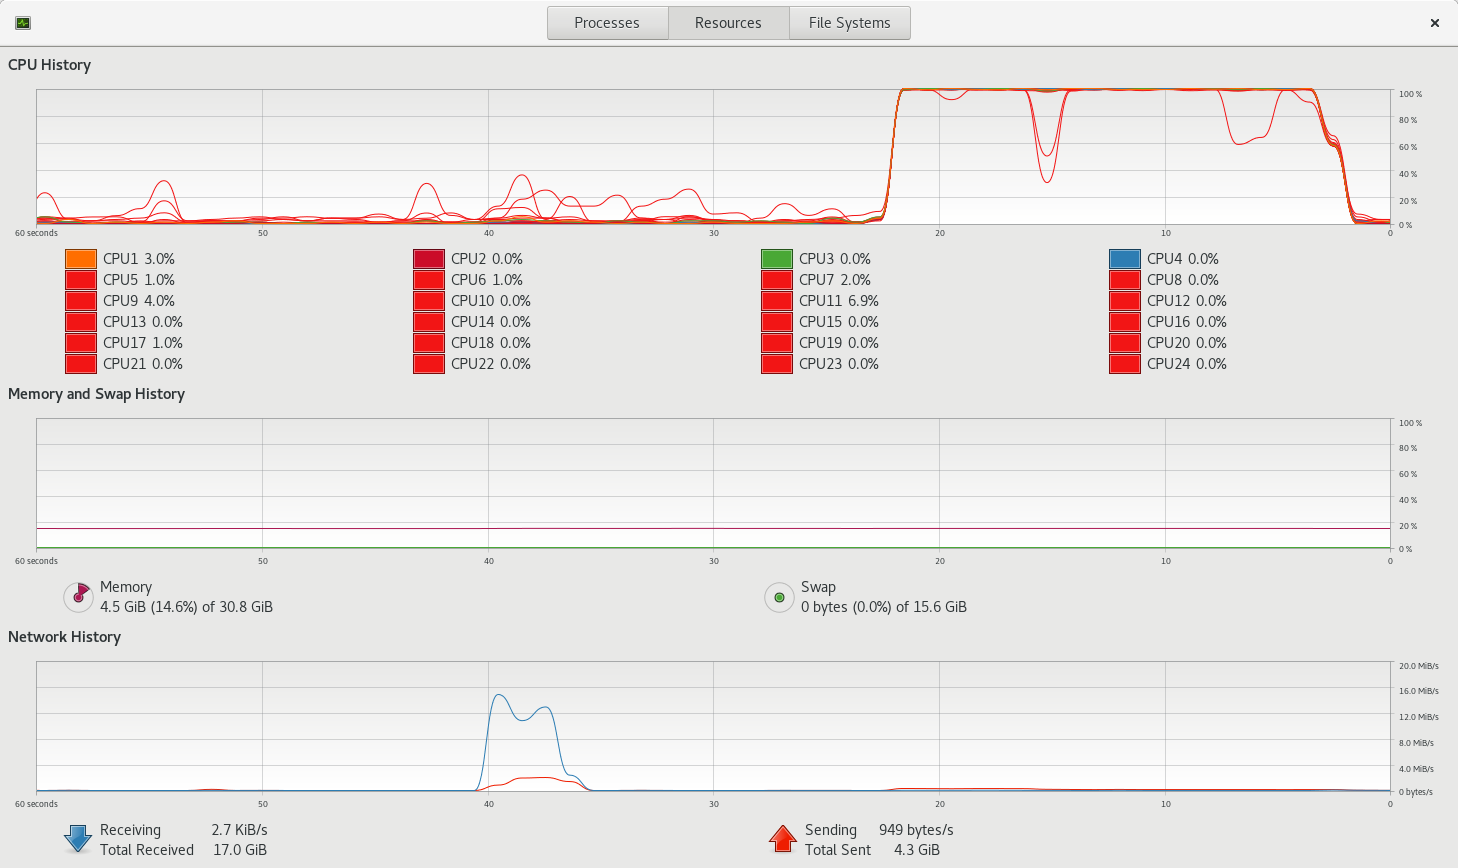 Processes Resources File Systems
CPU History
100 %
80 %
60 %
40 %
20 %
0 %
60 seconds 50 40 30 20 10 0
CPU1 3.0% CPU2 0.0% CPU3 0.0% CPU4 0.0%
CPU5 1.0% CPU6 1.0% CPU7 2.0% CPU8 0.0%
CPU9 4.0% CPU10 0.0% CPU11 6.9% CPU12 0.0%
CPU13 0.0% CPU14 0.0% CPU15 0.0% CPU16 0.0%
CPU17 1.0% CPU18 0.0% CPU19 0.0% CPU20 0.0%
CPU21 0.0% CPU22 0.0% CPU23 0.0% CPU24 0.0%
Memory and Swap History
100 %
80 %
60 %
40 %
20 %
0 %
60 seconds 50 40 30 20 10 0
Memory Swap
4.5 GiB (14.6%) of 30.8 GiB 0 bytes (0.0%) of 15.6 GiB
Network History
20.0 MiB/s
16.0 MiB/s
12.0 MiB/s
8.0 MiB/s
4.0 MiB/s
0 bytes/s
60 seconds 50 40 30 20 10 0
Receiving 2.7 KiB/s Sending 949 bytes/s
Total Received 17.0 GiB Total Sent 4.3 GiB